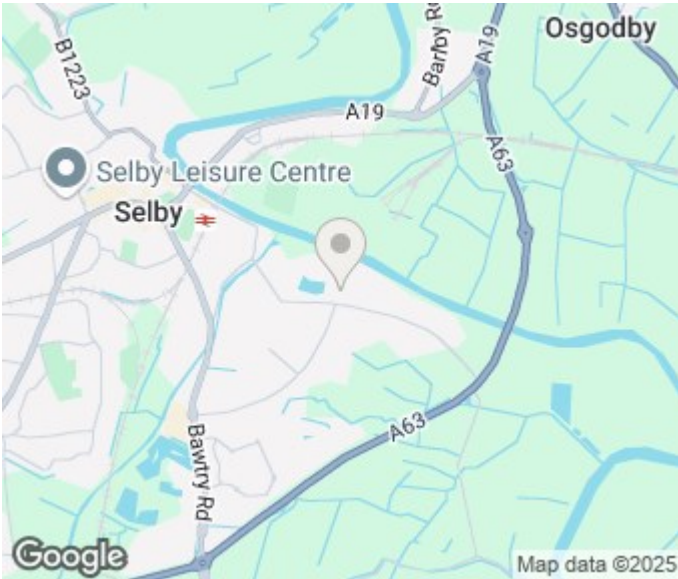 Osgodby
B1223
Barlby Rd
A19
A19
A63
Selby Leisure Centre
Selby
A63
Bawtry Rd
Google
Map data ©2025